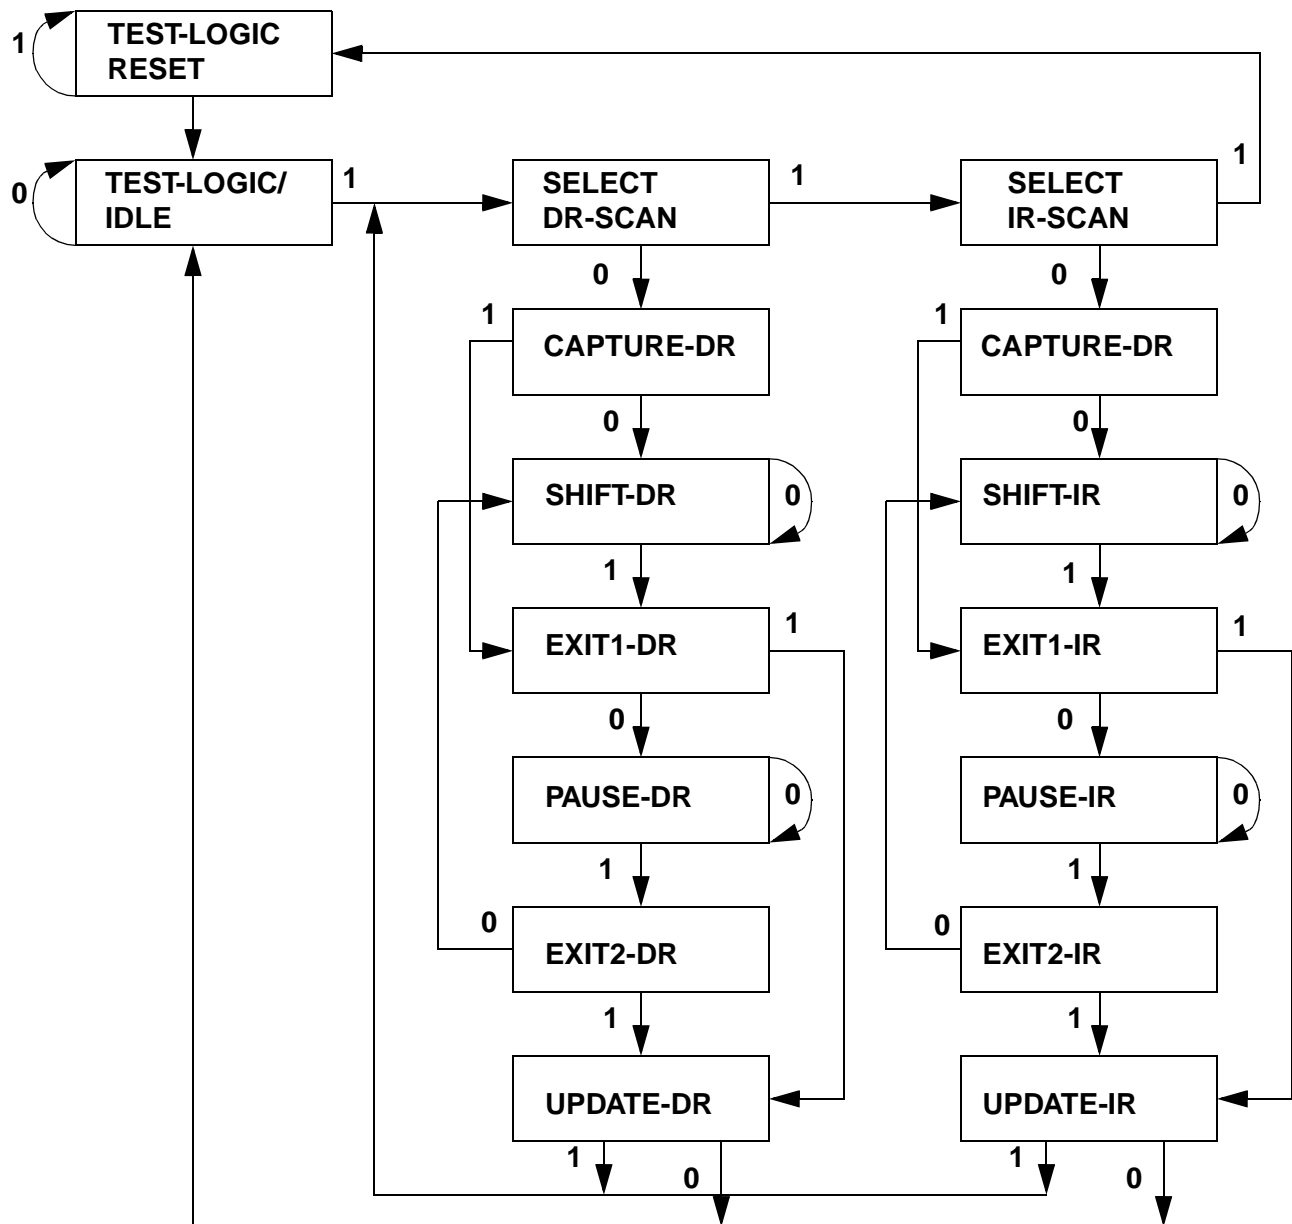 1
TEST-LOGIC
RESET
0
TEST-LOGIC/
IDLE
1
SELECT
DR-SCAN
1
SELECT
IR-SCAN
1
0
0
1
CAPTURE-DR
1
CAPTURE-DR
0
0
SHIFT-DR
0
SHIFT-IR
0
1
1
EXIT1-DR
1
EXIT1-IR
1
0
0
PAUSE-DR
0
PAUSE-IR
0
1
1
0
EXIT2-DR
0
EXIT2-IR
1
1
UPDATE-DR
UPDATE-IR
1
0
1
0